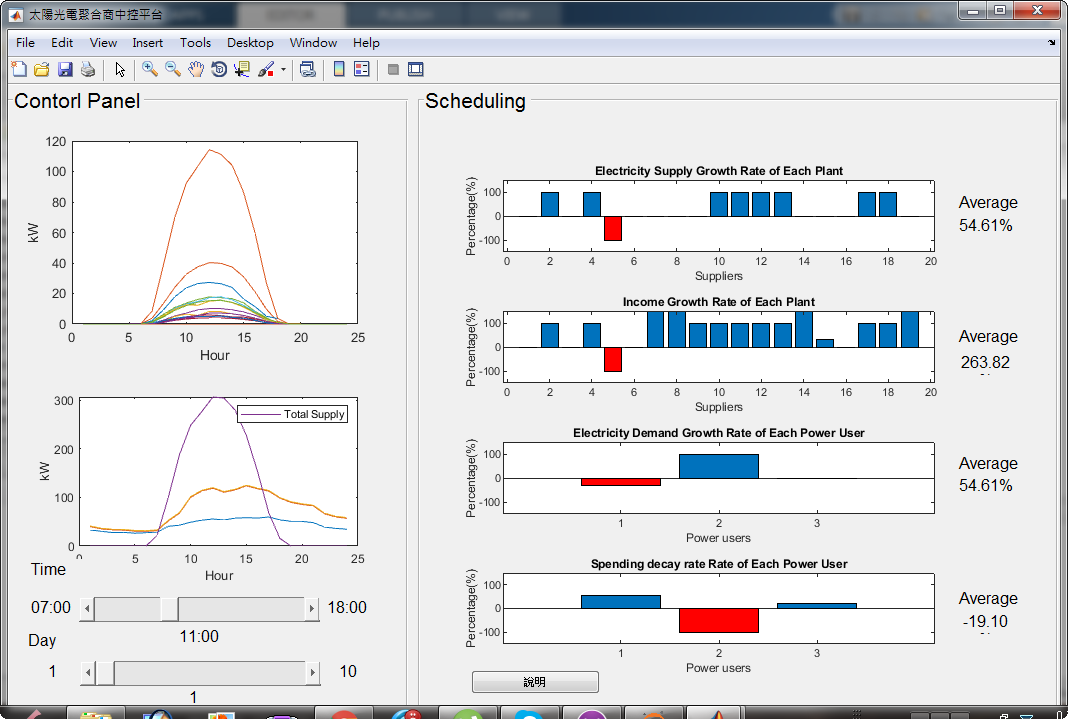 太陽光電聚合商中控平台
File Edit View Insert Tools Desktop Window Help
Contorl Panel
Scheduling
120
100
80
60
40
20
0
kW
0 5 10 15 20 25
Hour
300
200
100
0
kW
Total Supply
5 10 15 20 25
Hour
Time
07:00 18:00
11:00
Day
1 10
1
Electricity Supply Growth Rate of Each Plant
Percentage(%)
100
0
-100
0 2 4 6 8 10 12 14 16 18 20
Suppliers
Average
54.61%
Income Growth Rate of Each Plant
Percentage(%)
100
0
-100
0 2 4 6 8 10 12 14 16 18 20
Suppliers
Average
263.82
Electricity Demand Growth Rate of Each Power User
Percentage(%)
100
0
-100
1 2 3
Power users
Average
54.61%
Spending decay rate Rate of Each Power User
Percentage(%)
100
0
-100
1 2 3
Power users
Average
-19.10
說明